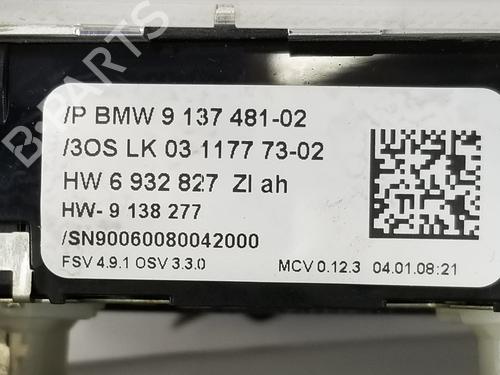 B-PARTS
/P BMW 9 137 481-02
/3OS LK 03 1177 73-02
HW 6 932 827 ZI ah
HW- 9 138 277
/SN90060080042000
FSV 4.9.1 OSV 3.3.0 MCV 0.12.3 04.01.08:21